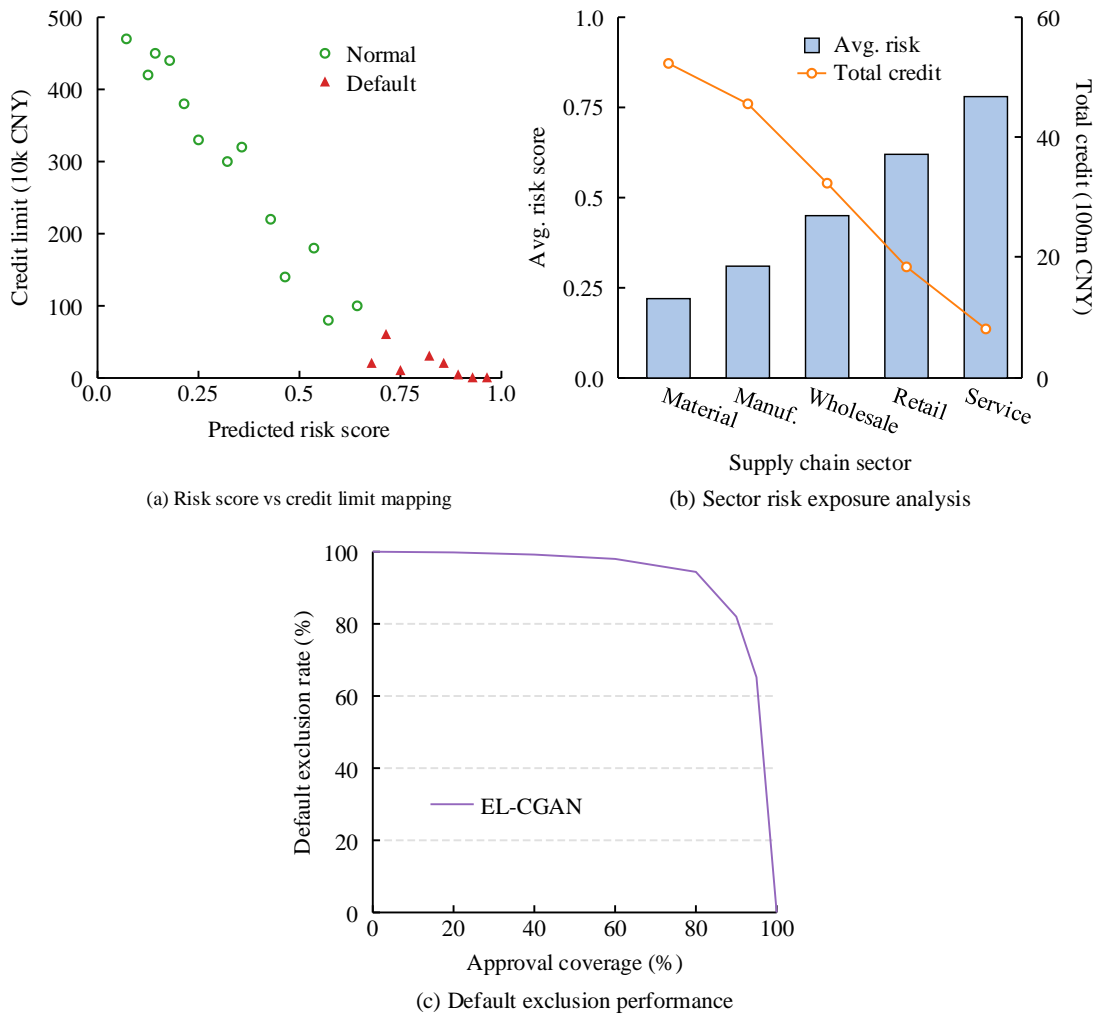 500
400
300
200
100
0
0.0
0.25
0.50
0.75
1.0
Credit limit (10k CNY)
Predicted risk score
Normal
Default
(a) Risk score vs credit limit mapping
1.0
0.75
0.5
0.25
0.0
Avg. risk score
60
40
20
0
Total credit (100m CNY)
Avg. risk
Total credit
Material
Manuf.
Wholesale
Retail
Service
Supply chain sector
(b) Sector risk exposure analysis
100
80
60
40
20
0
Default exclusion rate (%)
EL-CGAN
0
20
40
60
80
100
Approval coverage (%)
(c) Default exclusion performance